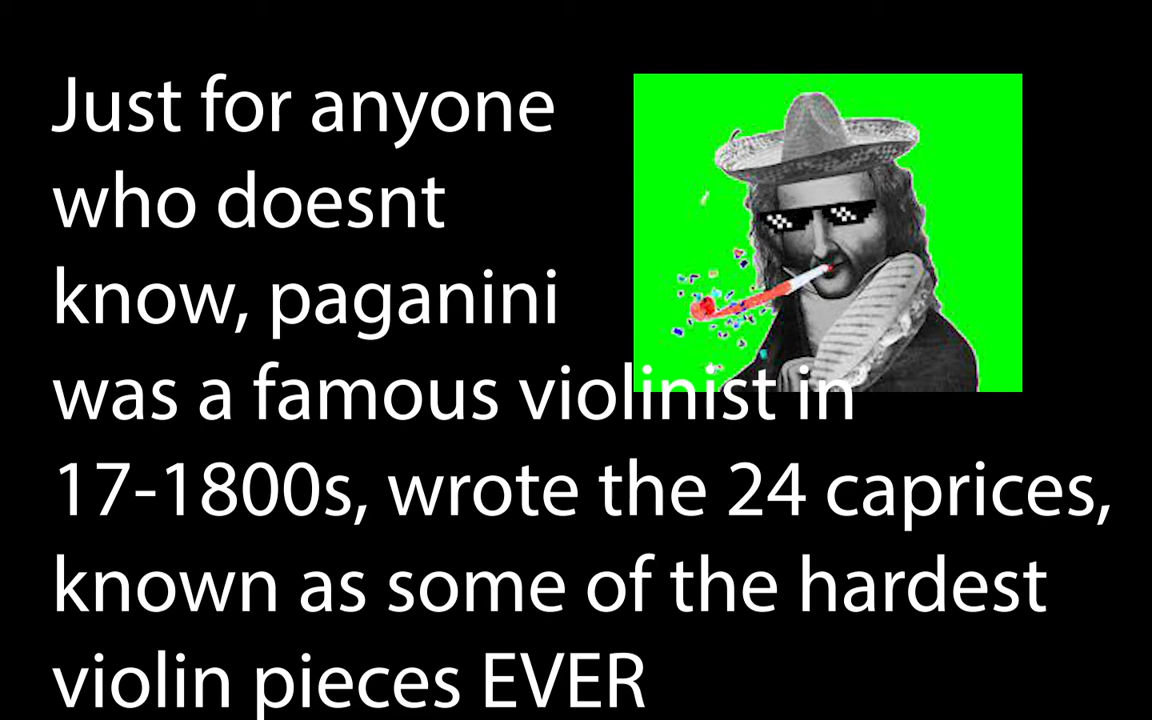 Just for anyone
who doesnt
know, paganini
was a famous violinist in
17-1800s, wrote the 24 caprices,
known as some of the hardest
violin pieces EVER